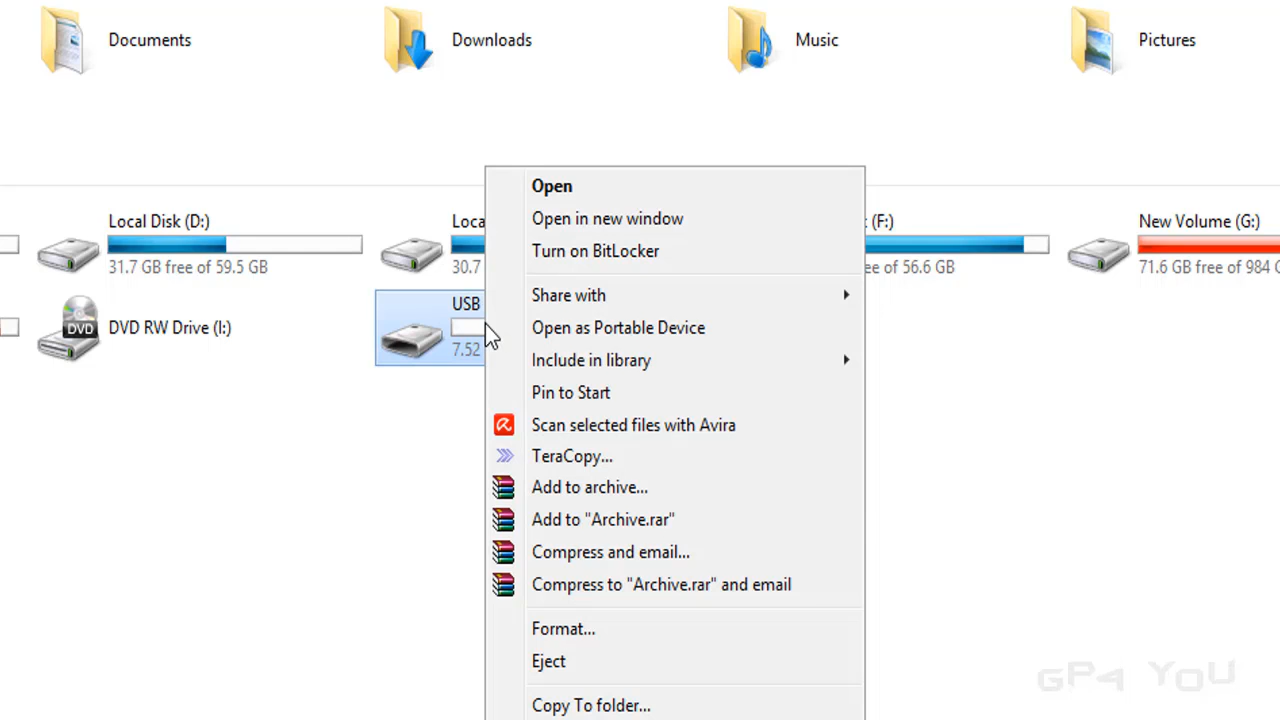 Documents
Downloads
Music
Pictures
Local Disk (D:)
31.7 GB free of 59.5 GB
Loca
30.7
(F:)
ee of 56.6 GB
New Volume (G:)
71.6 GB free of 984 G
DVD
DVD RW Drive (I:)
USB
7.52
Open
Open in new window
Turn on BitLocker
Share with
Open as Portable Device
Include in library
Pin to Start
Scan selected files with Avira
TeraCopy...
Add to archive...
Add to "Archive.rar"
Compress and email...
Compress to "Archive.rar" and email
Format...
Eject
Copy To folder...
GP4 YOU